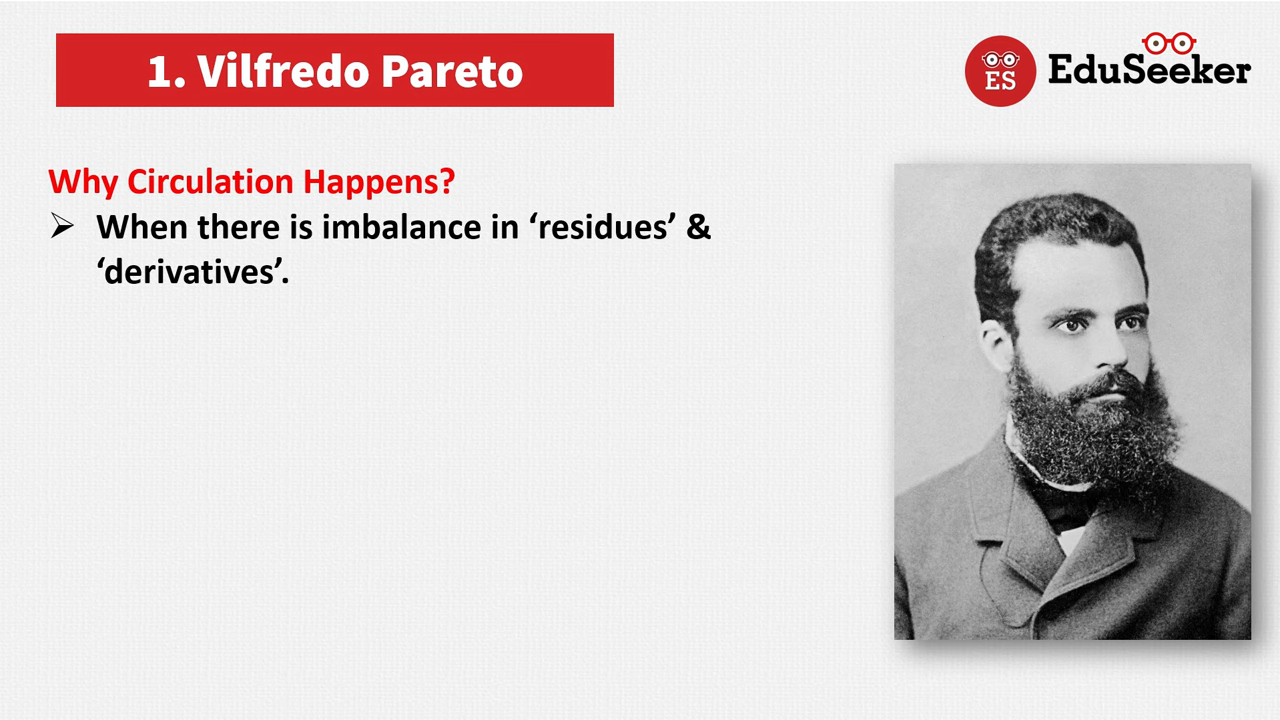 1. Vilfredo Pareto
ES
EduSeeker
Why Circulation Happens?
➢ When there is imbalance in ‘residues’ &
‘derivatives’.